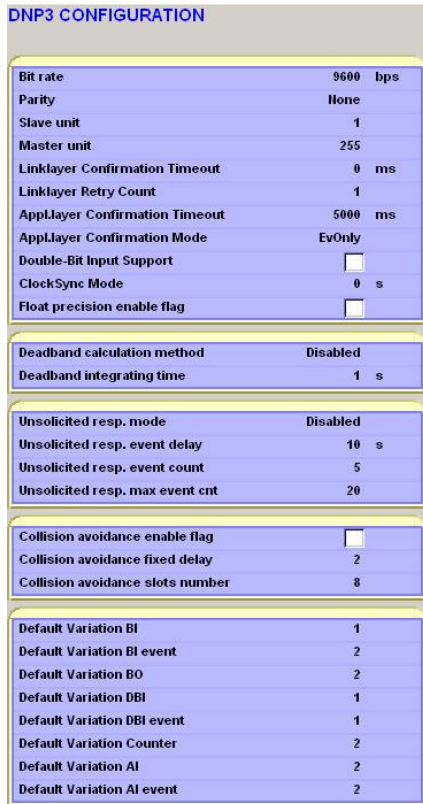 DNP3 CONFIGURATION
Bit rate 9600 bps
Parity None
Slave unit 1
Master unit 255
Linklayer Confirmation Timeout 0 ms
Linklayer Retry Count 1
Appl.layer Confirmation Timeout 5000 ms
Appl.layer Confirmation Mode EvOnly
Double-Bit Input Support
ClockSync Mode 0 s
Float precision enable flag
Deadband calculation method Disabled
Deadband integrating time 1 s
Unsolicited resp. mode Disabled
Unsolicited resp. event delay 10 s
Unsolicited resp. event count 5
Unsolicited resp. max event cnt 20
Collision avoidance enable flag
Collision avoidance fixed delay 2
Collision avoidance slots number 8
Default Variation BI 1
Default Variation BI event 2
Default Variation BO 2
Default Variation DBI 1
Default Variation DBI event 1
Default Variation Counter 2
Default Variation AI 2
Default Variation AI event 2